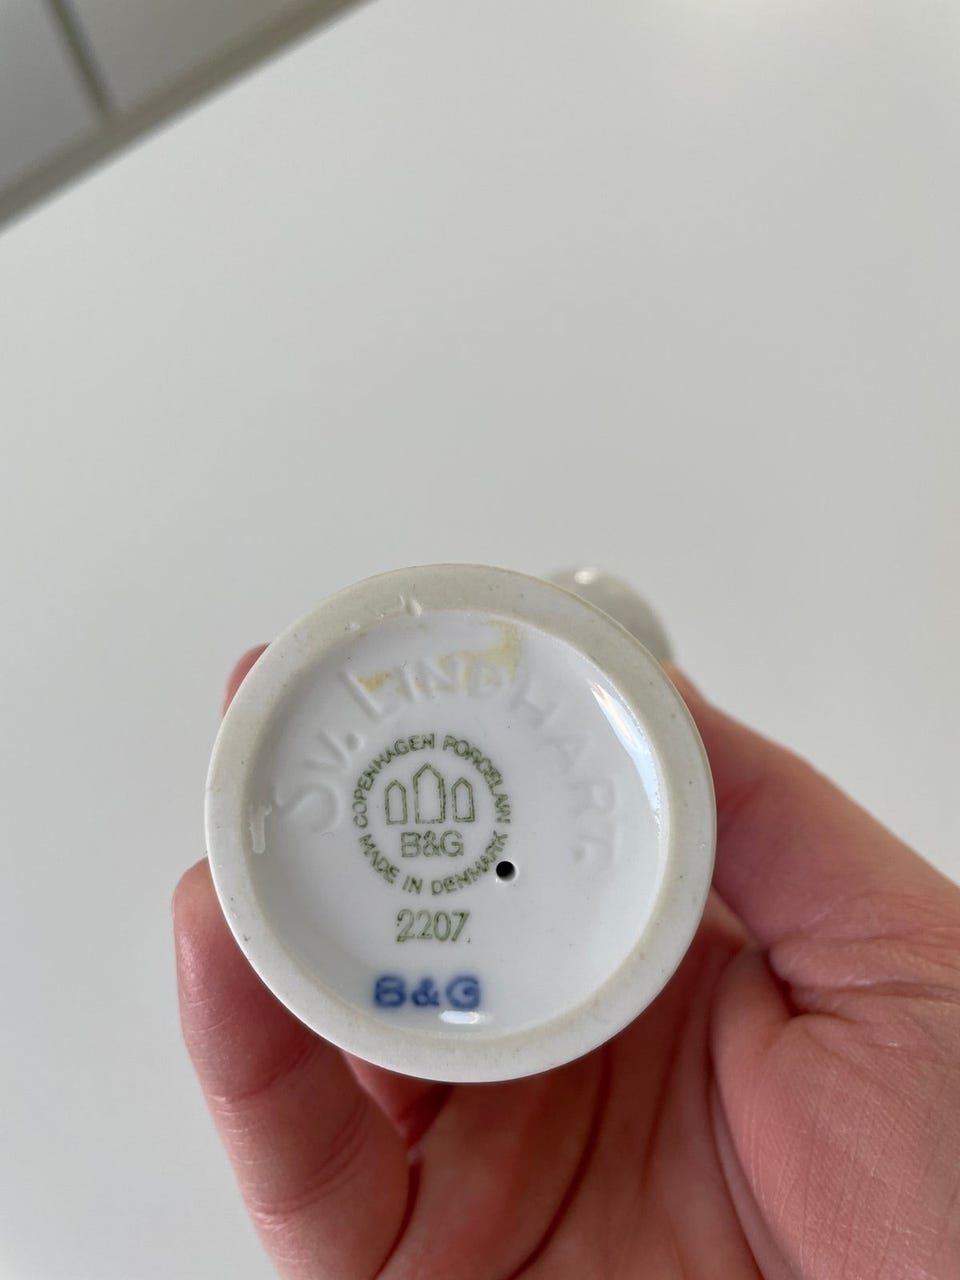 SV. LINDHART.
COPENHAGEN PORCELAIN
B&G
MADE IN DENMARK
2207.
B&G